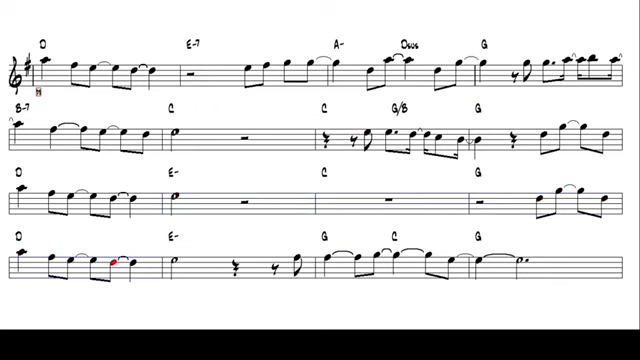 D E-7 A- Dsus G
B-7 C C G/B G
D E- C G
D E- G C G